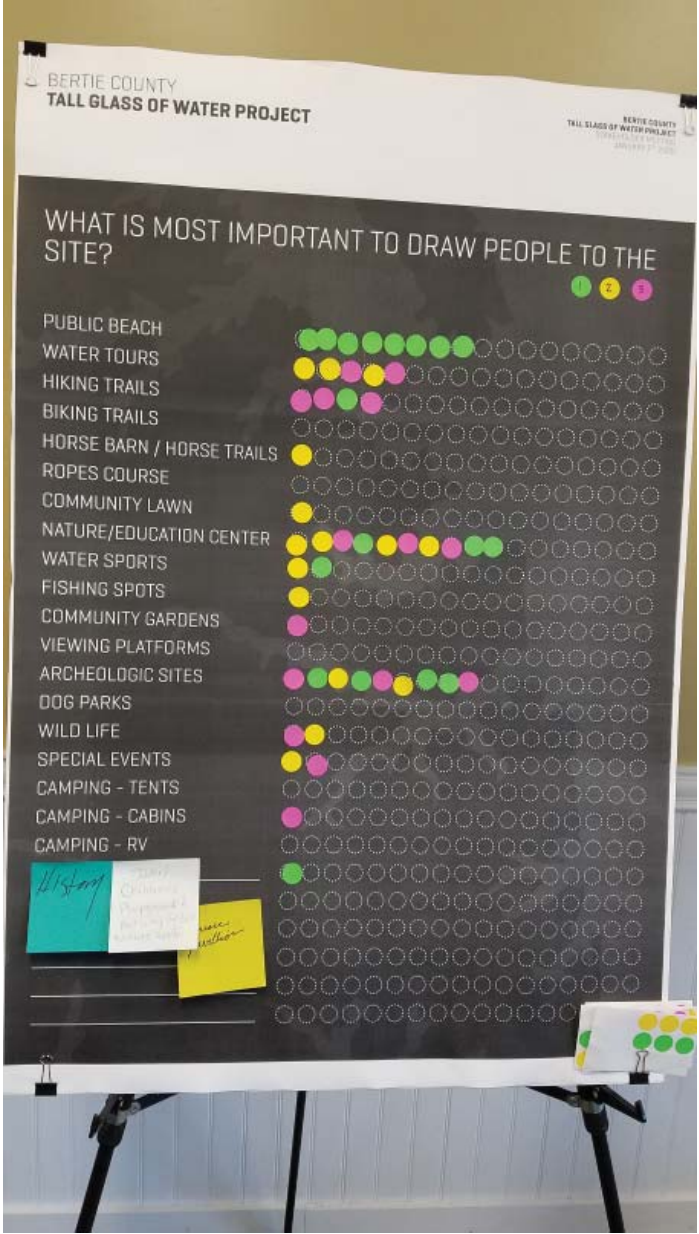 BERTIE COUNTY
TALL GLASS OF WATER PROJECT
BERTIE COUNTY
TALL GLASS OF WATER PROJECT
STAKEHOLDER MEETING
WHAT IS MOST IMPORTANT TO DRAW PEOPLE TO THE
SITE?
1 2 3
PUBLIC BEACH
WATER TOURS
HIKING TRAILS
BIKING TRAILS
HORSE BARN / HORSE TRAILS
ROPES COURSE
COMMUNITY LAWN
NATURE/EDUCATION CENTER
WATER SPORTS
FISHING SPOTS
COMMUNITY GARDENS
VIEWING PLATFORMS
ARCHEOLOGIC SITES
DOG PARKS
WILD LIFE
SPECIAL EVENTS
CAMPING - TENTS
CAMPING - CABINS
CAMPING - RV
History